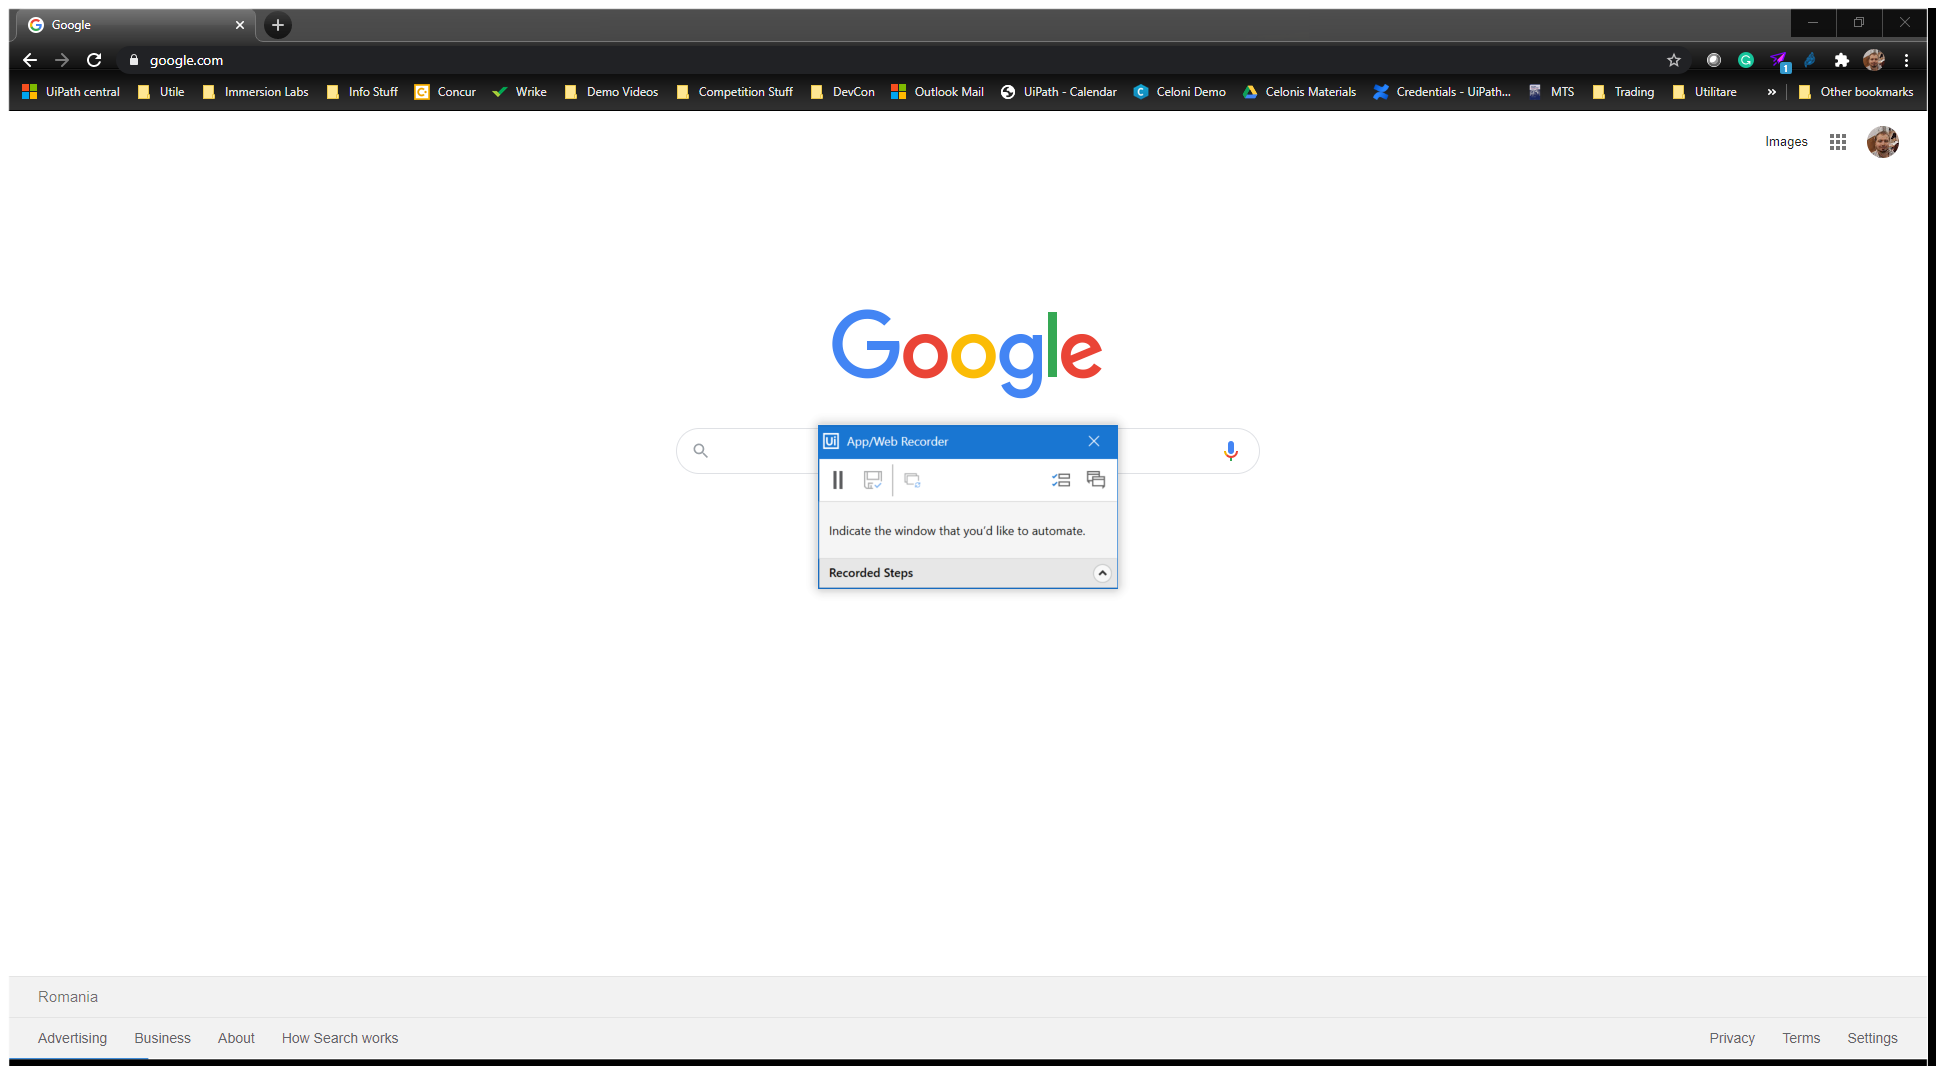 Google
google.com
UiPath central Utile Immersion Labs Info Stuff Concur Wrike Demo Videos Competition Stuff DevCon Outlook Mail UiPath - Calendar Celoni Demo Celonis Materials Credentials - UiPath... MTS Trading Utilitare » Other bookmarks
1
Images
Google
Ui App/Web Recorder
Indicate the window that you'd like to automate.
Recorded Steps
Romania
Advertising Business About How Search works Privacy Terms Settings